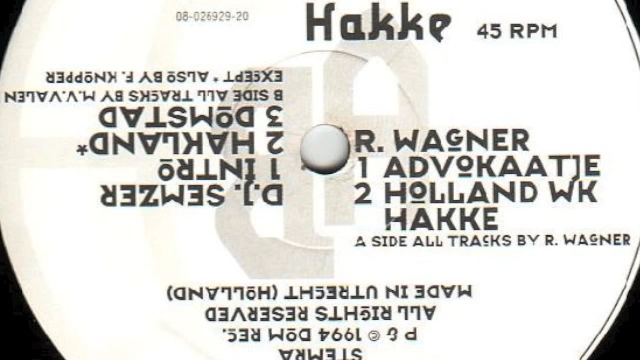 08-026929-20
Hakke 45 RPM
R. WAGNER
1 ADVOKAATJE
2 HOLLAND WK
HAKKE
A SIDE ALL TRACKS BY R. WAGNER
D.J. SEMZER
1 INTRO
2 HAKLAND*
3 DOMSTAD
B SIDE ALL TRACKS BY M.V.VALEN
EXCEPT * ALSO BY F. KNOPPER
STEMRA
P & © 1994 DOM REC.
ALL RIGHTS RESERVED
MADE IN UTRECHT (HOLLAND)